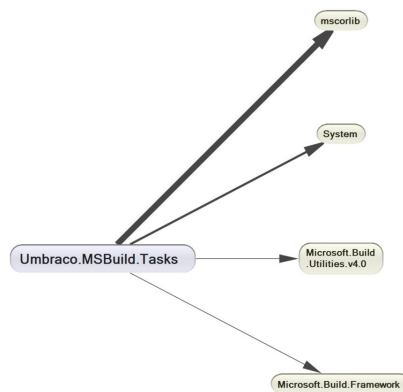 mscorlib
System
Umbraco.MSBuild.Tasks
Microsoft.Build
.Utilities.v4.0
Microsoft.Build.Framework